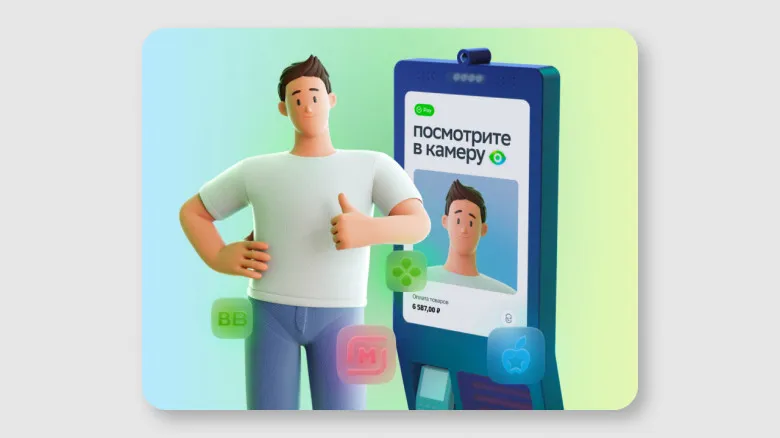 Pay
посмотрите
в камеру
Оплата товаров
6 587,00 ₽
ВВ
М